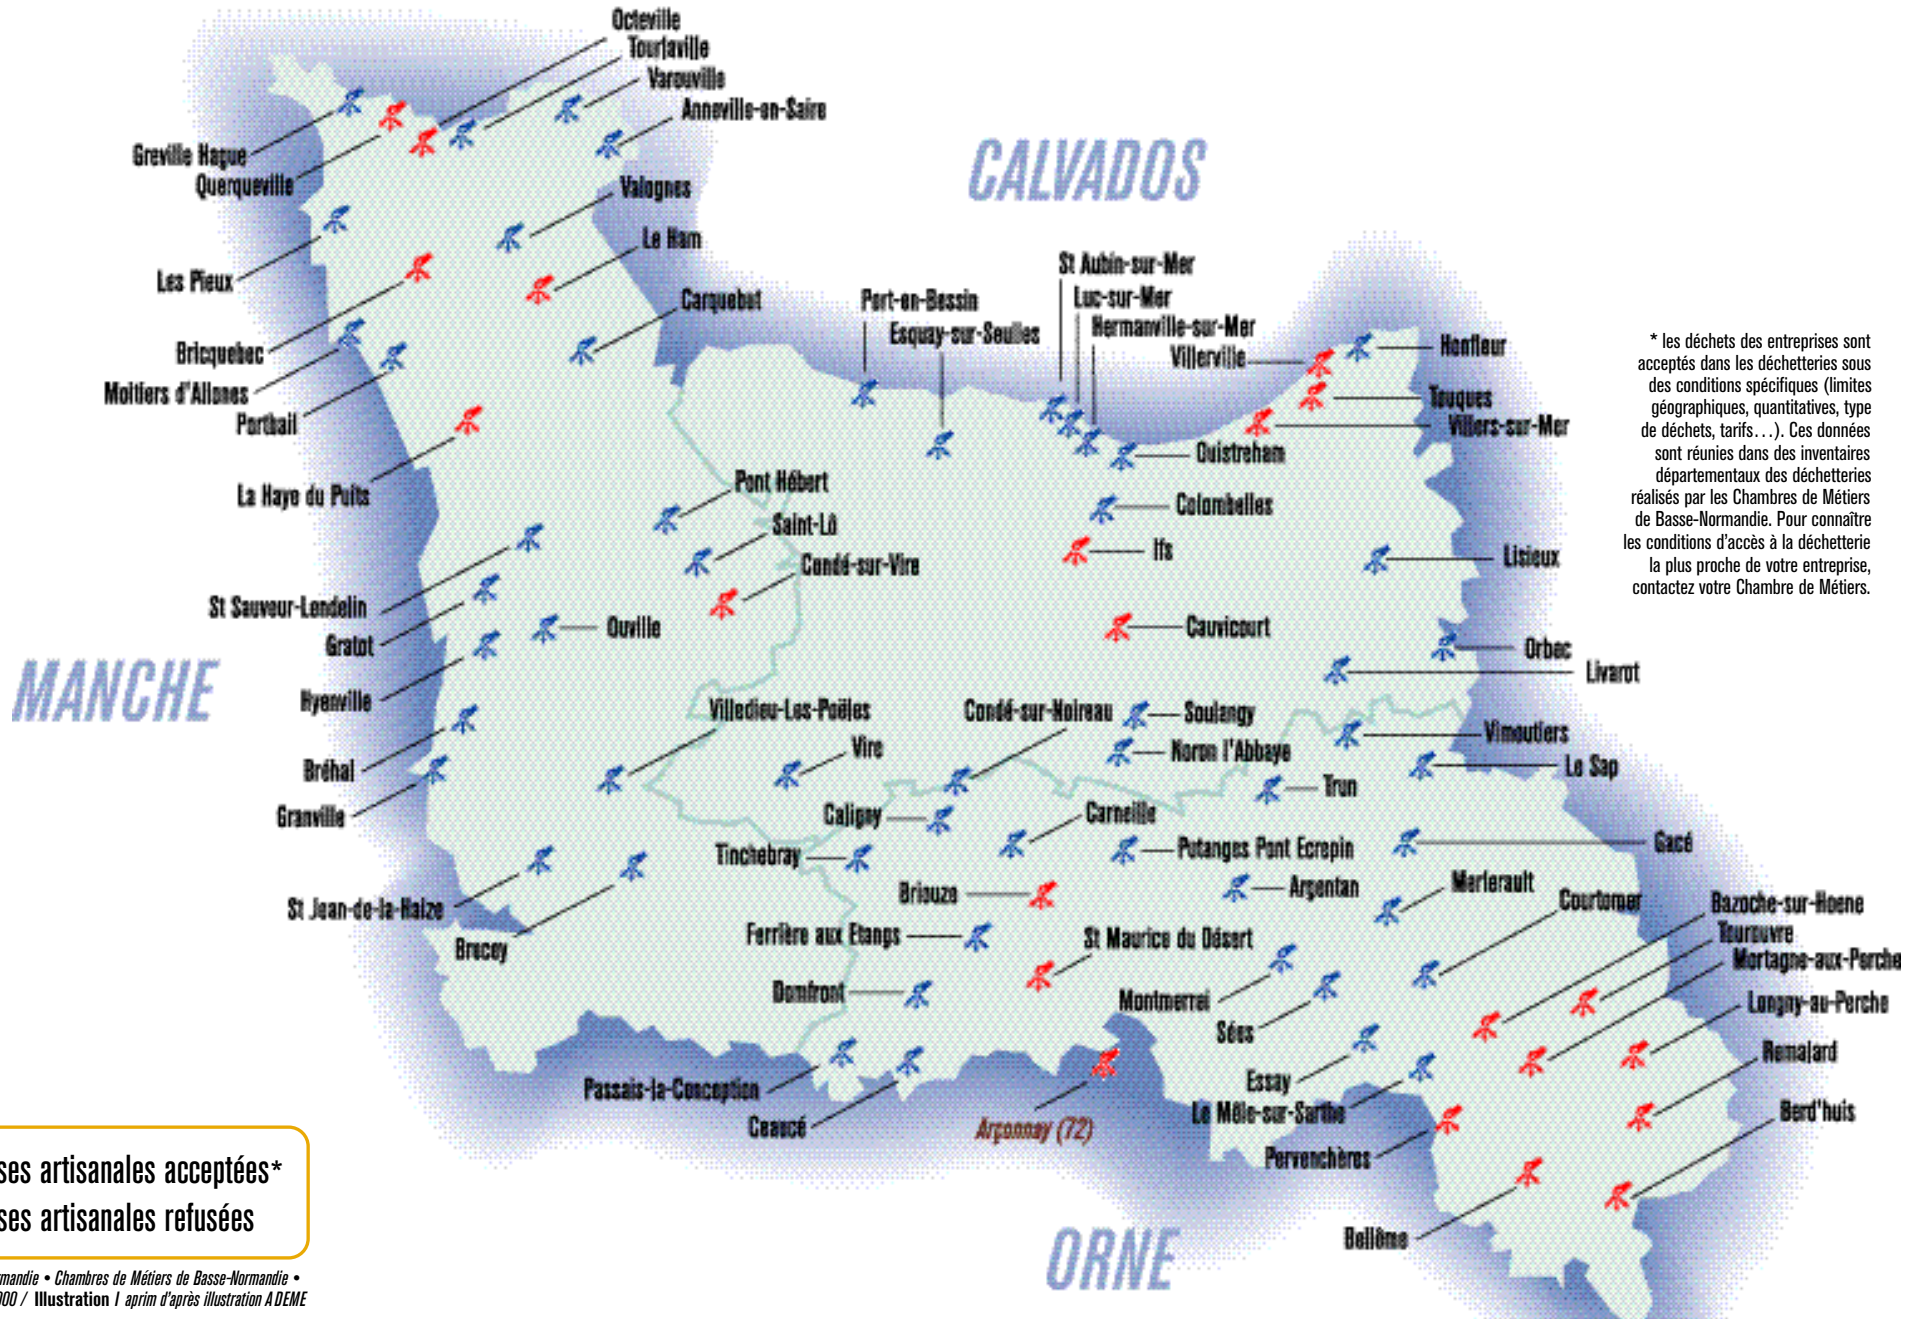 Octeville
Tourlaville
Varouville
Anneville-en-Saire
Greville Hague
Querqueville
Valognes
Le Ham
Les Pieux
Carquebut
Bricquebec
Moitiers d'Allones
Portbail
La Haye du Puits
Pont Hébert
Saint-Lô
Condé-sur-Vire
St Sauveur-Lendelin
Gratot
Ouville
Hyenville
MANCHE
Bréhal
Granville
Villedieu-Les-Poëles
St Jean-de-la-Haize
Brecey
CALVADOS
Port-en-Bessin
Esquay-sur-Seulles
St Aubin-sur-Mer
Luc-sur-Mer
Hermanville-sur-Mer
Villerville
Honfleur
Touques
Villers-sur-Mer
Ouistreham
Colombelles
Ifs
Lisieux
Cauvicourt
Orbec
Livarot
Condé-sur-Noireau
Soulangy
Noron l'Abbaye
Vire
Vimoutiers
Le Sap
Trun
Caligny
Carneille
Tinchebray
Putanges Pont Ecrepin
Gacé
Briouze
Argentan
Merlerault
Courtomer
Bazoche-sur-Hoene
Tourouvre
Mortagne-aux-Perche
Longny-au-Perche
Ferrière aux Etangs
St Maurice du Désert
Domfront
Montmerrei
Sées
Remalard
Essay
Passais-la-Conception
Ceaucé
Arçonnay (72)
Le Mêle-sur-Sarthe
Berd'huis
Pervenchères
Bellême
ORNE
* les déchets des entreprises sont
acceptés dans les déchetteries sous
des conditions spécifiques (limites
géographiques, quantitatives, type
de déchets, tarifs...). Ces données
sont réunies dans des inventaires
départementaux des déchetteries
réalisés par les Chambres de Métiers
de Basse-Normandie. Pour connaître
les conditions d'accès à la déchetterie
la plus proche de votre entreprise,
contactez votre Chambre de Métiers.
ses artisanales acceptées*
ses artisanales refusées
rmandie • Chambres de Métiers de Basse-Normandie •
000 / Illustration / aprim d'après illustration ADEME